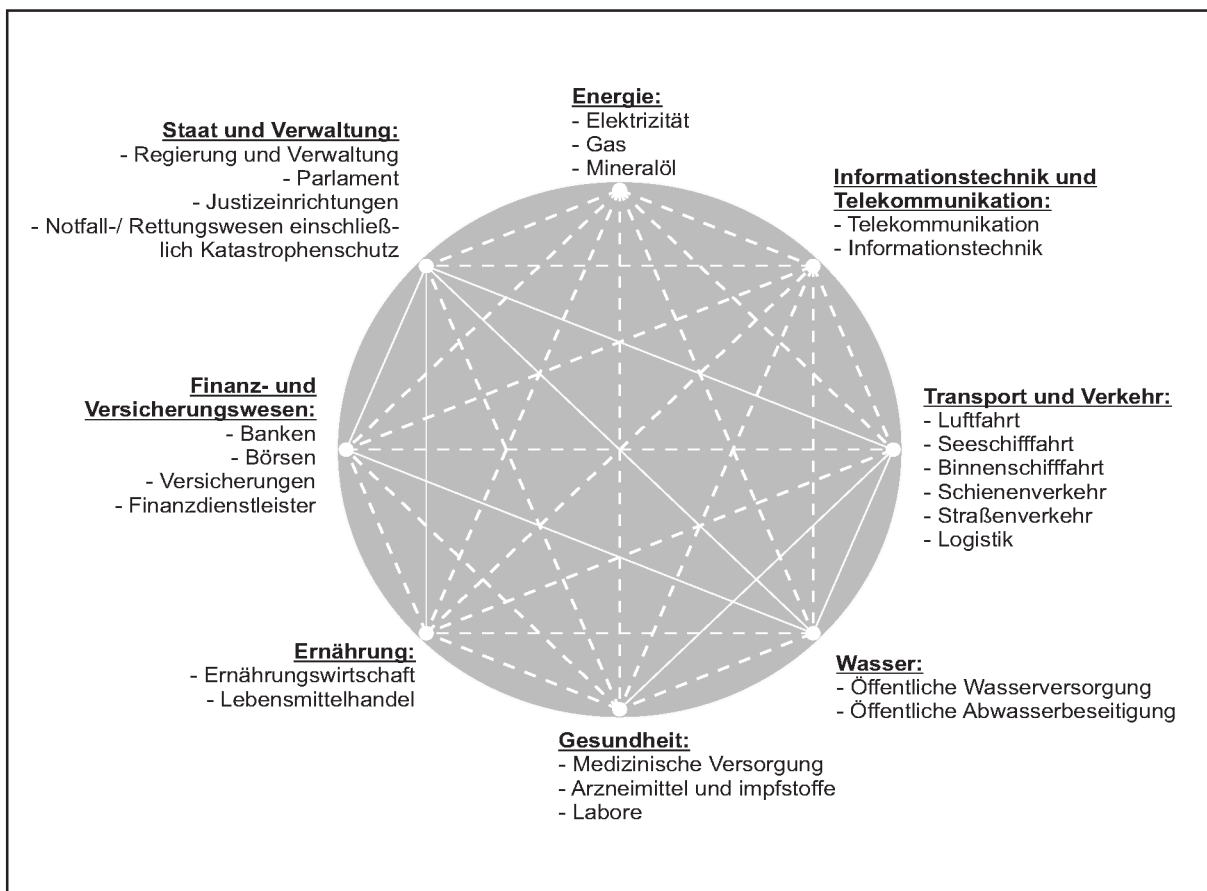 Energie:
- Elektrizität
- Gas
- Mineralöl
Staat und Verwaltung:
- Regierung und Verwaltung
- Parlament
- Justizeinrichtungen
- Notfall-/ Rettungswesen einschließ-
lich Katastrophenschutz
Informationstechnik und
Telekommunikation:
- Telekommunikation
- Informationstechnik
Finanz- und
Versicherungswesen:
- Banken
- Börsen
- Versicherungen
- Finanzdienstleister
Transport und Verkehr:
- Luftfahrt
- Seeschifffahrt
- Binnenschifffahrt
- Schienenverkehr
- Straßenverkehr
- Logistik
Ernährung:
- Ernährungswirtschaft
- Lebensmittelhandel
Wasser:
- Öffentliche Wasserversorgung
- Öffentliche Abwasserbeseitigung
Gesundheit:
- Medizinische Versorgung
- Arzneimittel und impfstoffe
- Labore